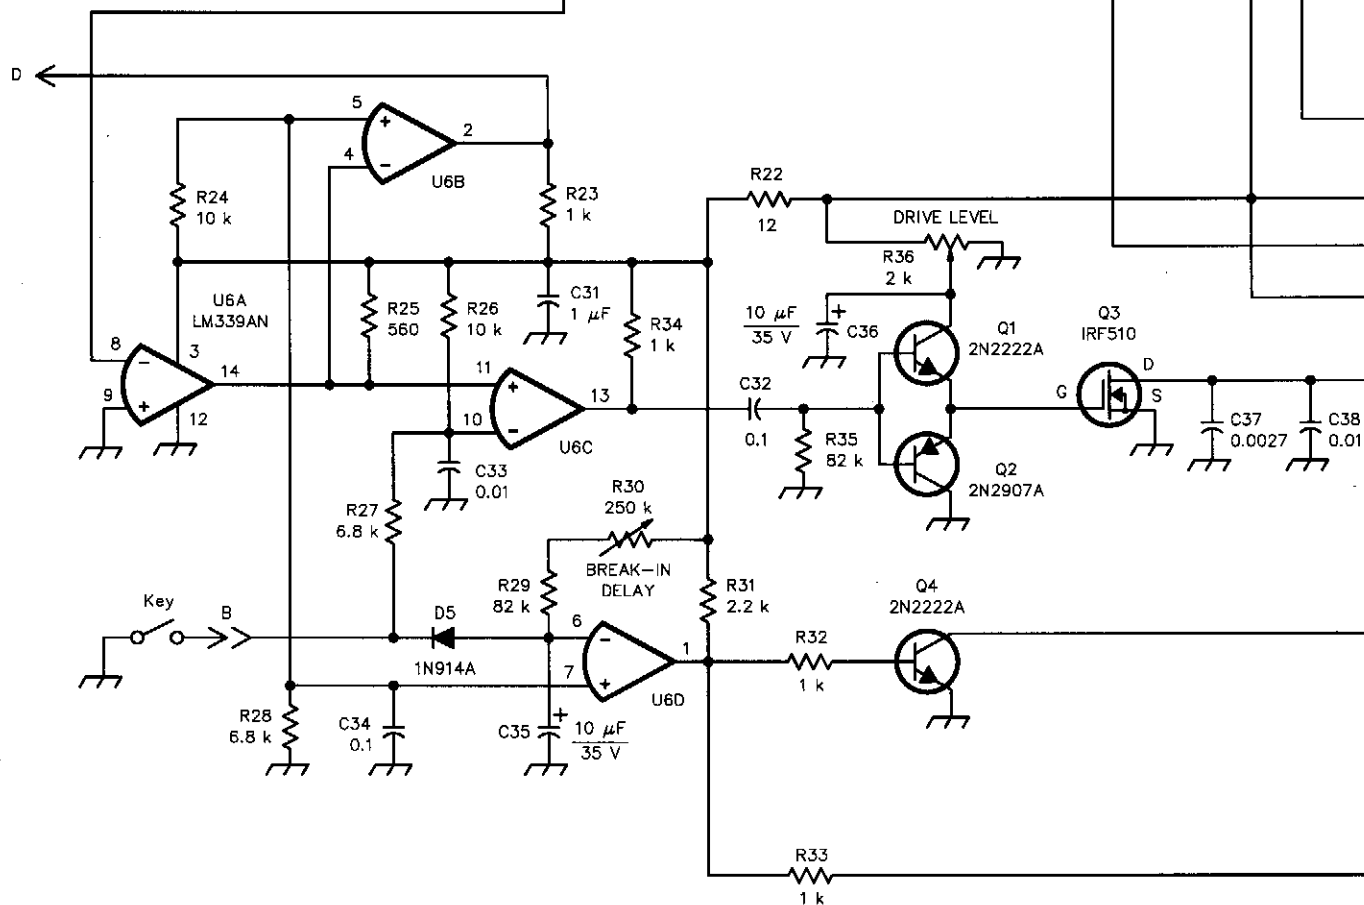 D
5
4
2
+
−
U6B
R24
10 k
R23
1 k
R22
12
DRIVE LEVEL
R36
2 k
U6A
LM339AN
R25
560
R26
10 k
C31
1 µF
R34
1 k
10 µF
35 V
+
C36
Q1
2N2222A
Q3
IRF510
8
9
−
+
3
14
12
11
10
+
−
13
U6C
C32
0.1
R35
82 k
G
D
S
C37
0.0027
C38
0.01
Q2
2N2907A
C33
0.01
R27
6.8 k
R30
250 k
BREAK-IN
DELAY
R29
82 k
R31
2.2 k
Q4
2N2222A
Key
B
D5
1N914A
6
7
−
+
1
U6D
R32
1 k
R28
6.8 k
C34
0.1
C35
+
10 µF
35 V
R33
1 k